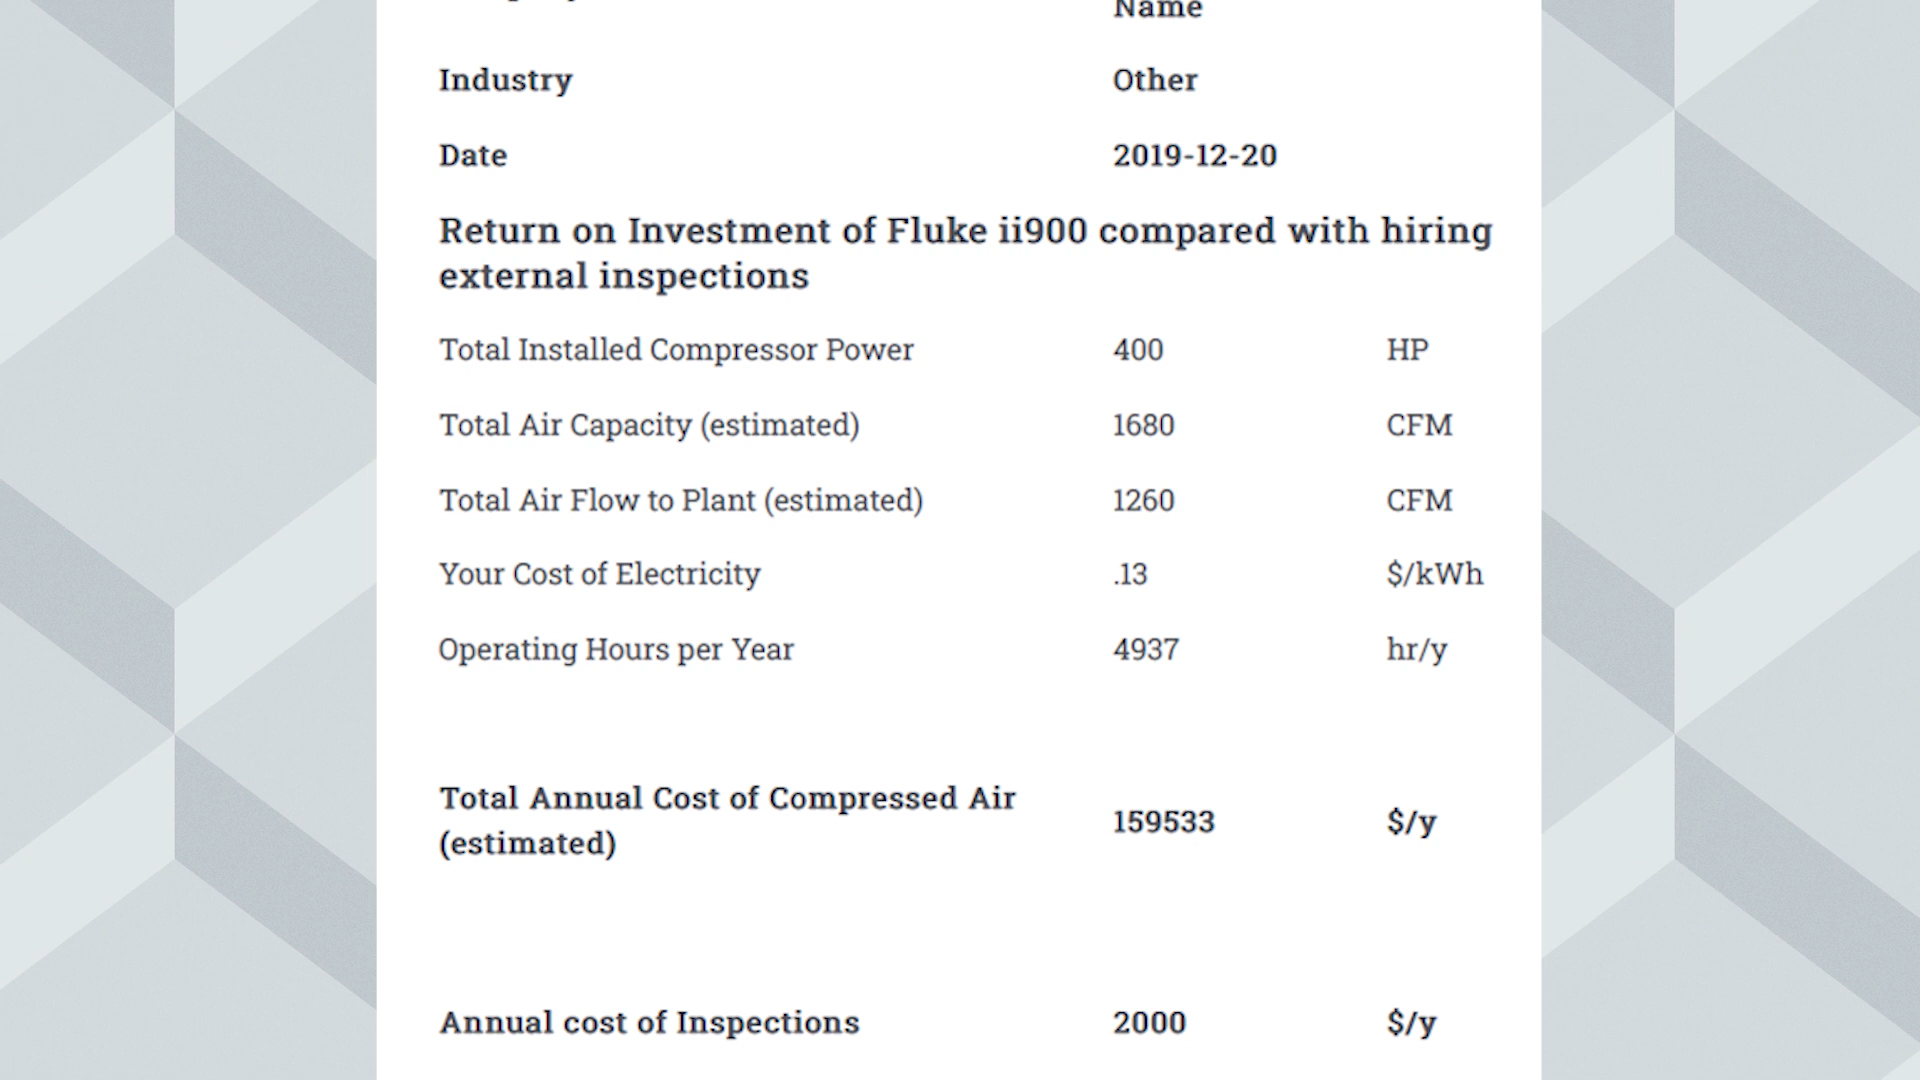 Name
Industry Other
Date 2019-12-20
Return on Investment of Fluke ii900 compared with hiring
external inspections
Total Installed Compressor Power 400 HP
Total Air Capacity (estimated) 1680 CFM
Total Air Flow to Plant (estimated) 1260 CFM
Your Cost of Electricity .13 $/kWh
Operating Hours per Year 4937 hr/y
Total Annual Cost of Compressed Air
(estimated) 159533 $/y
Annual cost of Inspections 2000 $/y